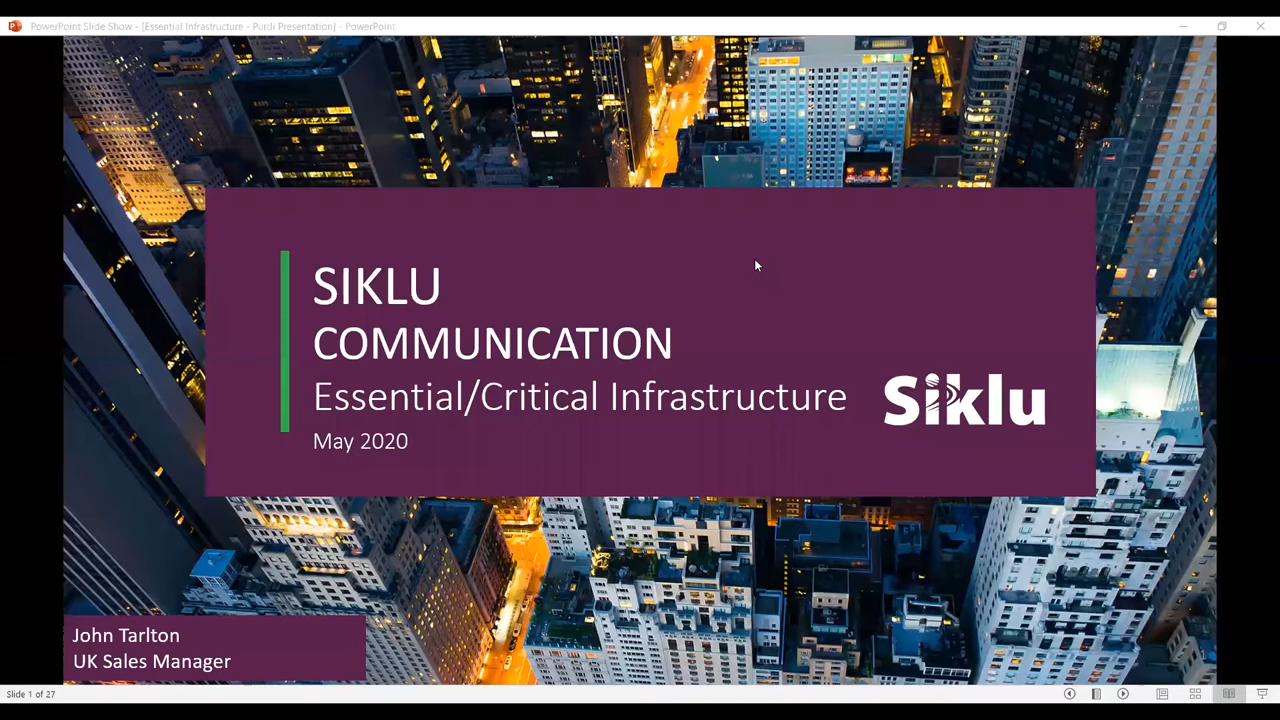 PowerPoint Slide Show - [Essential Infrastructure - Purdi Presentation] - PowerPoint
SIKLU
COMMUNICATION
Essential/Critical Infrastructure
May 2020
Siklu
John Tarlton
UK Sales Manager
Slide 1 of 27